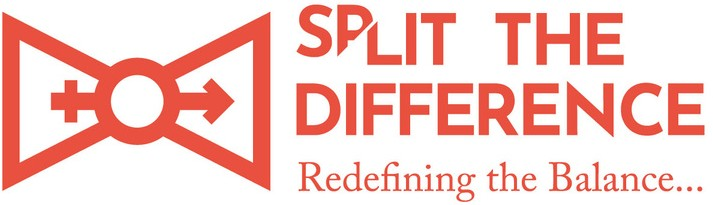 SPLIT THE
DIFFERENCE
Redefining the Balance...